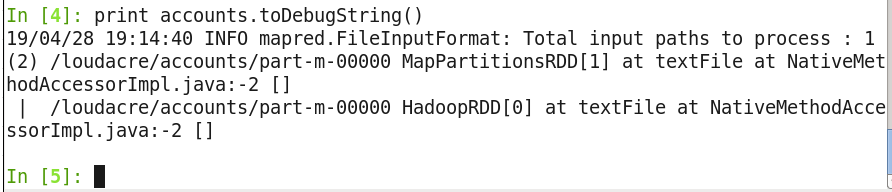 In [4]: print accounts.toDebugString()
19/04/28 19:14:40 INFO mapred.FileInputFormat: Total input paths to process : 1
(2) /loudacre/accounts/part-m-00000 MapPartitionsRDD[1] at textFile at NativeMet
hodAccessorImpl.java:-2 []
 |  /loudacre/accounts/part-m-00000 HadoopRDD[0] at textFile at NativeMethodAcce
ssorImpl.java:-2 []
In [5]: